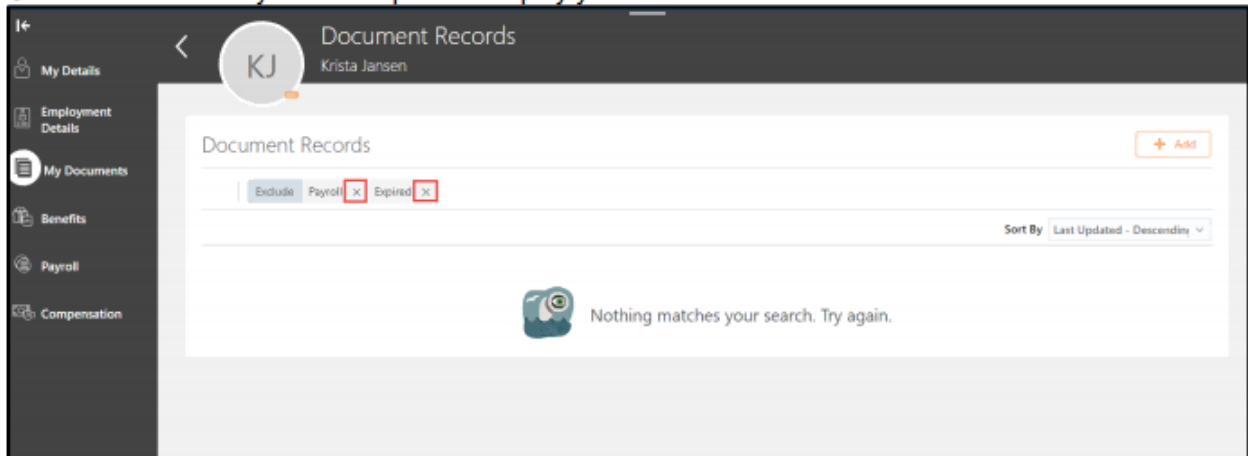 Document Records
KJ
Krista Jansen
My Details
Employment
Details
My Documents
Benefits
Payroll
Compensation
Document Records
+ Add
Exclude Payroll × Expired ×
Sort By Last Updated - Descending
Nothing matches your search. Try again.